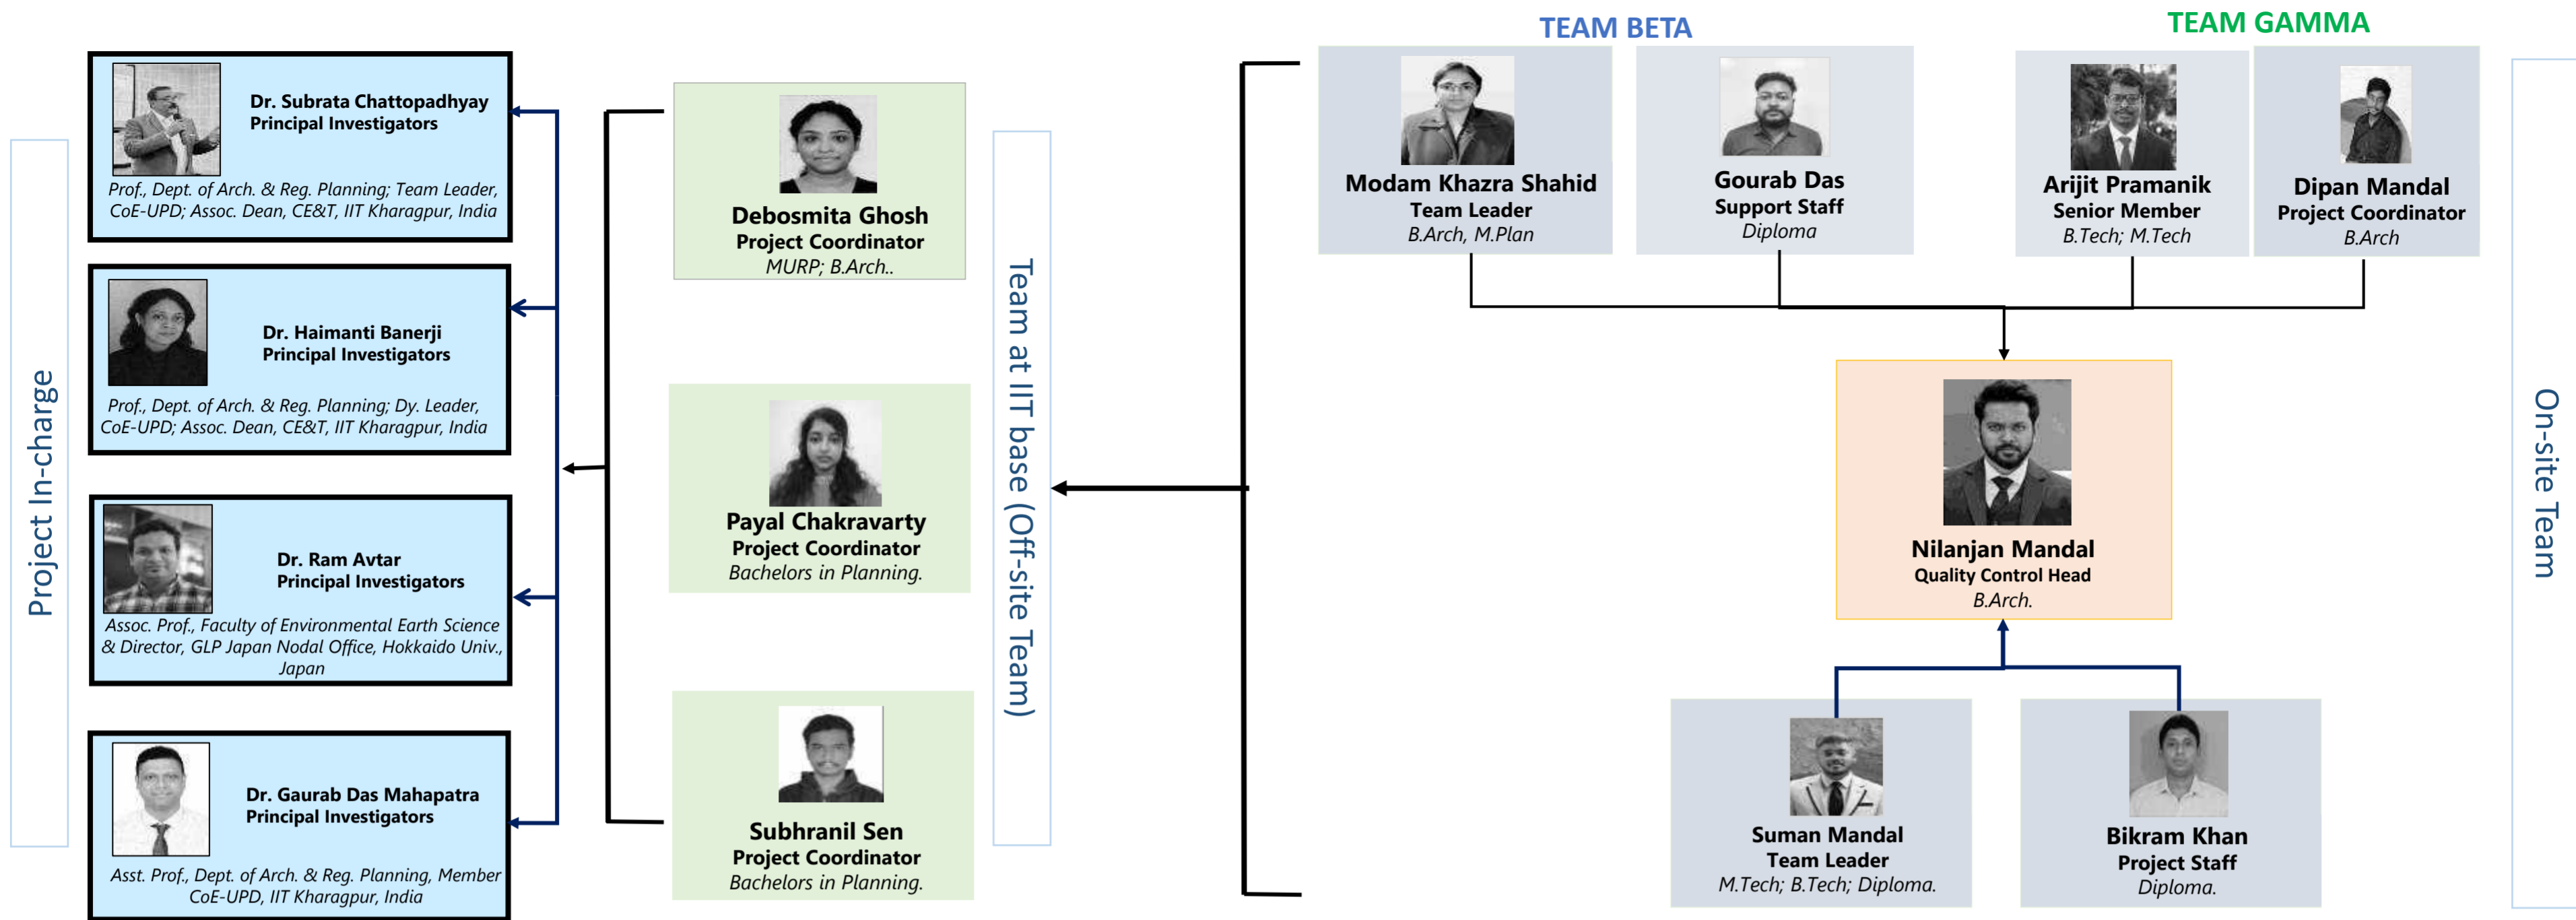 Project In-charge
Dr. Subrata Chattopadhyay
Principal Investigators
Prof., Dept. of Arch. & Reg. Planning; Team Leader,
CoE-UPD; Assoc. Dean, CE&T, IIT Kharagpur, India
Dr. Haimanti Banerji
Principal Investigators
Prof., Dept. of Arch. & Reg. Planning; Dy. Leader,
CoE-UPD; Assoc. Dean, CE&T, IIT Kharagpur, India
Dr. Ram Avtar
Principal Investigators
Assoc. Prof., Faculty of Environmental Earth Science
& Director, GLP Japan Nodal Office, Hokkaido Univ.,
Japan
Dr. Gaurab Das Mahapatra
Principal Investigators
Asst. Prof., Dept. of Arch. & Reg. Planning, Member
CoE-UPD, IIT Kharagpur, India
Debosmita Ghosh
Project Coordinator
MURP; B.Arch..
Payal Chakravarty
Project Coordinator
Bachelors in Planning.
Subhranil Sen
Project Coordinator
Bachelors in Planning.
Team at IIT base (Off-site Team)
TEAM BETA
Modam Khazra Shahid
Team Leader
B.Arch, M.Plan
Gourab Das
Support Staff
Diploma
TEAM GAMMA
Arijit Pramanik
Senior Member
B.Tech; M.Tech
Dipan Mandal
Project Coordinator
B.Arch
Nilanjan Mandal
Quality Control Head
B.Arch.
Suman Mandal
Team Leader
M.Tech; B.Tech; Diploma.
Bikram Khan
Project Staff
Diploma.
On-site Team